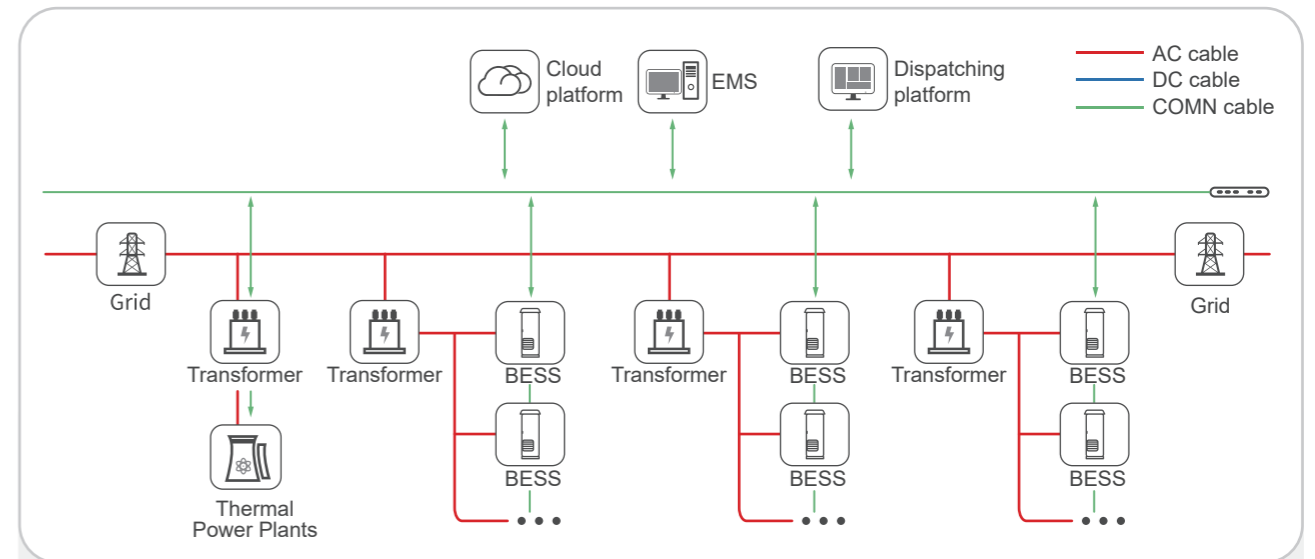 Cloud
platform
EMS
Dispatching
platform
AC cable
DC cable
COMN cable
Grid
Grid
Transformer
Transformer
BESS
Transformer
BESS
Transformer
BESS
BESS
BESS
BESS
Thermal
Power Plants